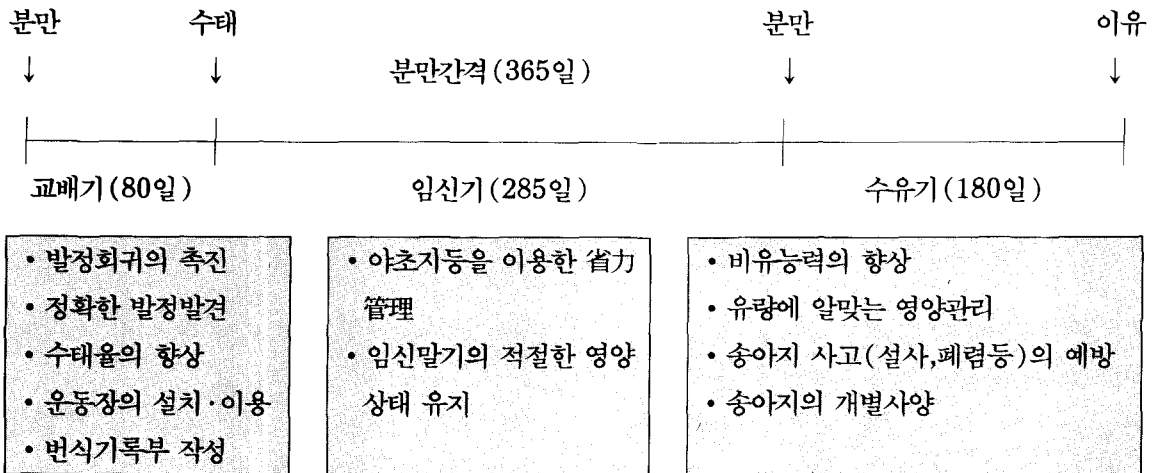 분만 수태 분만 이유
↓ ↓ 분만간격(365일) ↓ ↓
교배기(80일) 임신기(285일) 수유기(180일)
• 발정회귀의 촉진
• 정확한 발정발견
• 수태율의 향상
• 운동장의 설치·이용
• 번식기록부 작성
• 야초지등을 이용한 省力
管理
• 임신말기의 적절한 영양
상태 유지
• 비유능력의 향상
• 유량에 알맞는 영양관리
• 송아지 사고(설사,폐렴등)의 예방
• 송아지의 개별사양